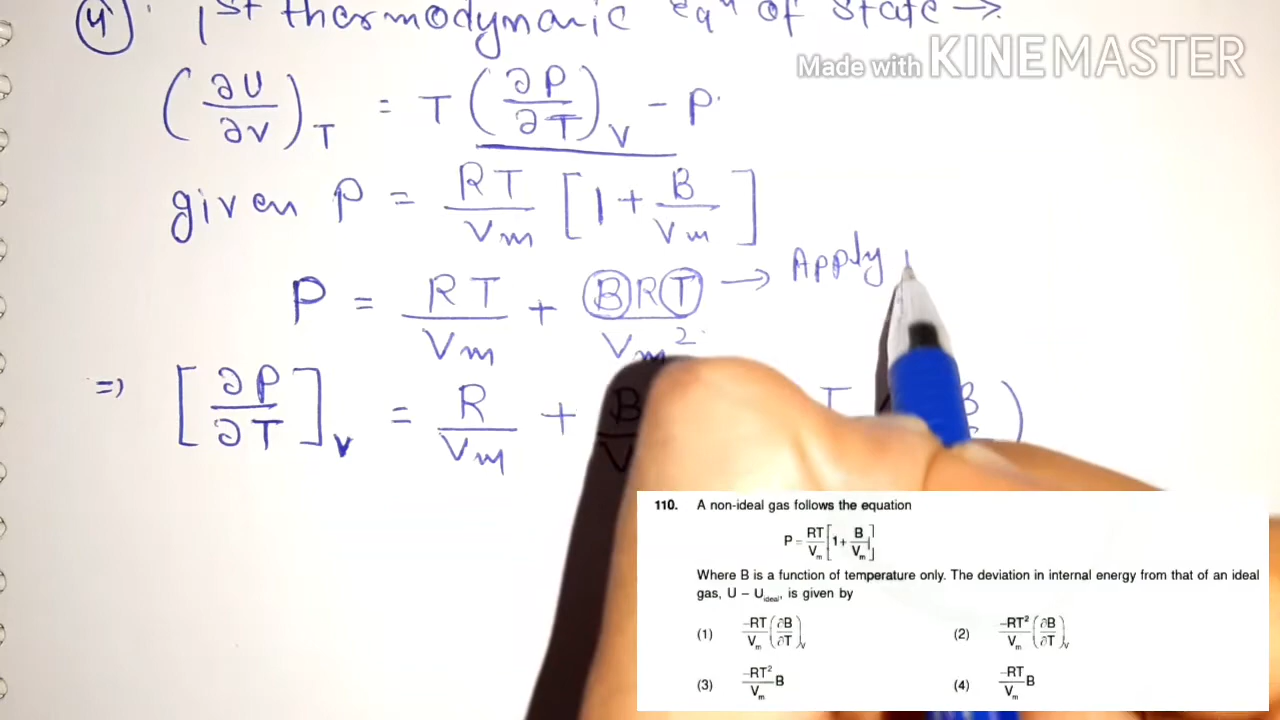 4) 1st thermodynamic eqn of state →
Made with KINEMASTER
(∂U/∂V)T = T(∂P/∂T)V - P.
given P = RT/Vm [1 + B/Vm]
P = RT/Vm + BRT/Vm² → Apply
⇒ [∂P/∂T]V = R/Vm +
110. A non-ideal gas follows the equation
P = RT/Vm [1 + B/Vm]
Where B is a function of temperature only. The deviation in internal energy from that of an ideal
gas, U – Uideal, is given by
(1) -RT/Vm (∂B/∂T)V (2) -RT²/Vm (∂B/∂T)V
(3) -RT²/Vm B (4) -RT/Vm B